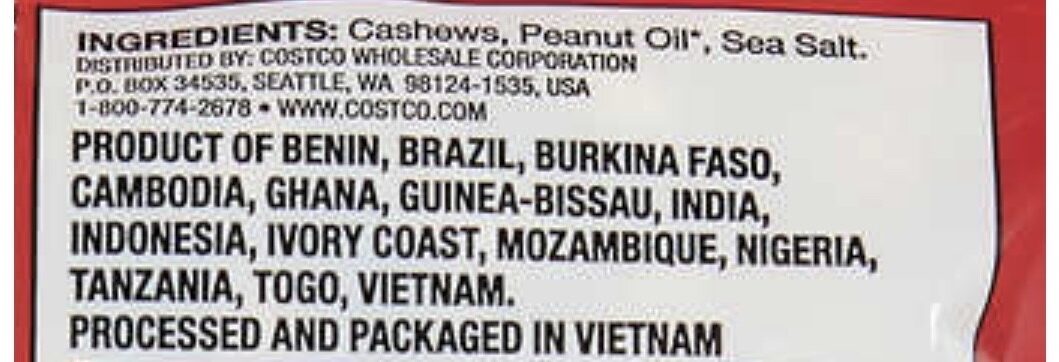 INGREDIENTS: Cashews, Peanut Oil*, Sea Salt.
DISTRIBUTED BY: COSTCO WHOLESALE CORPORATION
P.O. BOX 34535, SEATTLE, WA 98124-1535, USA
1-800-774-2678 • WWW.COSTCO.COM
PRODUCT OF BENIN, BRAZIL, BURKINA FASO,
CAMBODIA, GHANA, GUINEA-BISSAU, INDIA,
INDONESIA, IVORY COAST, MOZAMBIQUE, NIGERIA,
TANZANIA, TOGO, VIETNAM.
PROCESSED AND PACKAGED IN VIETNAM